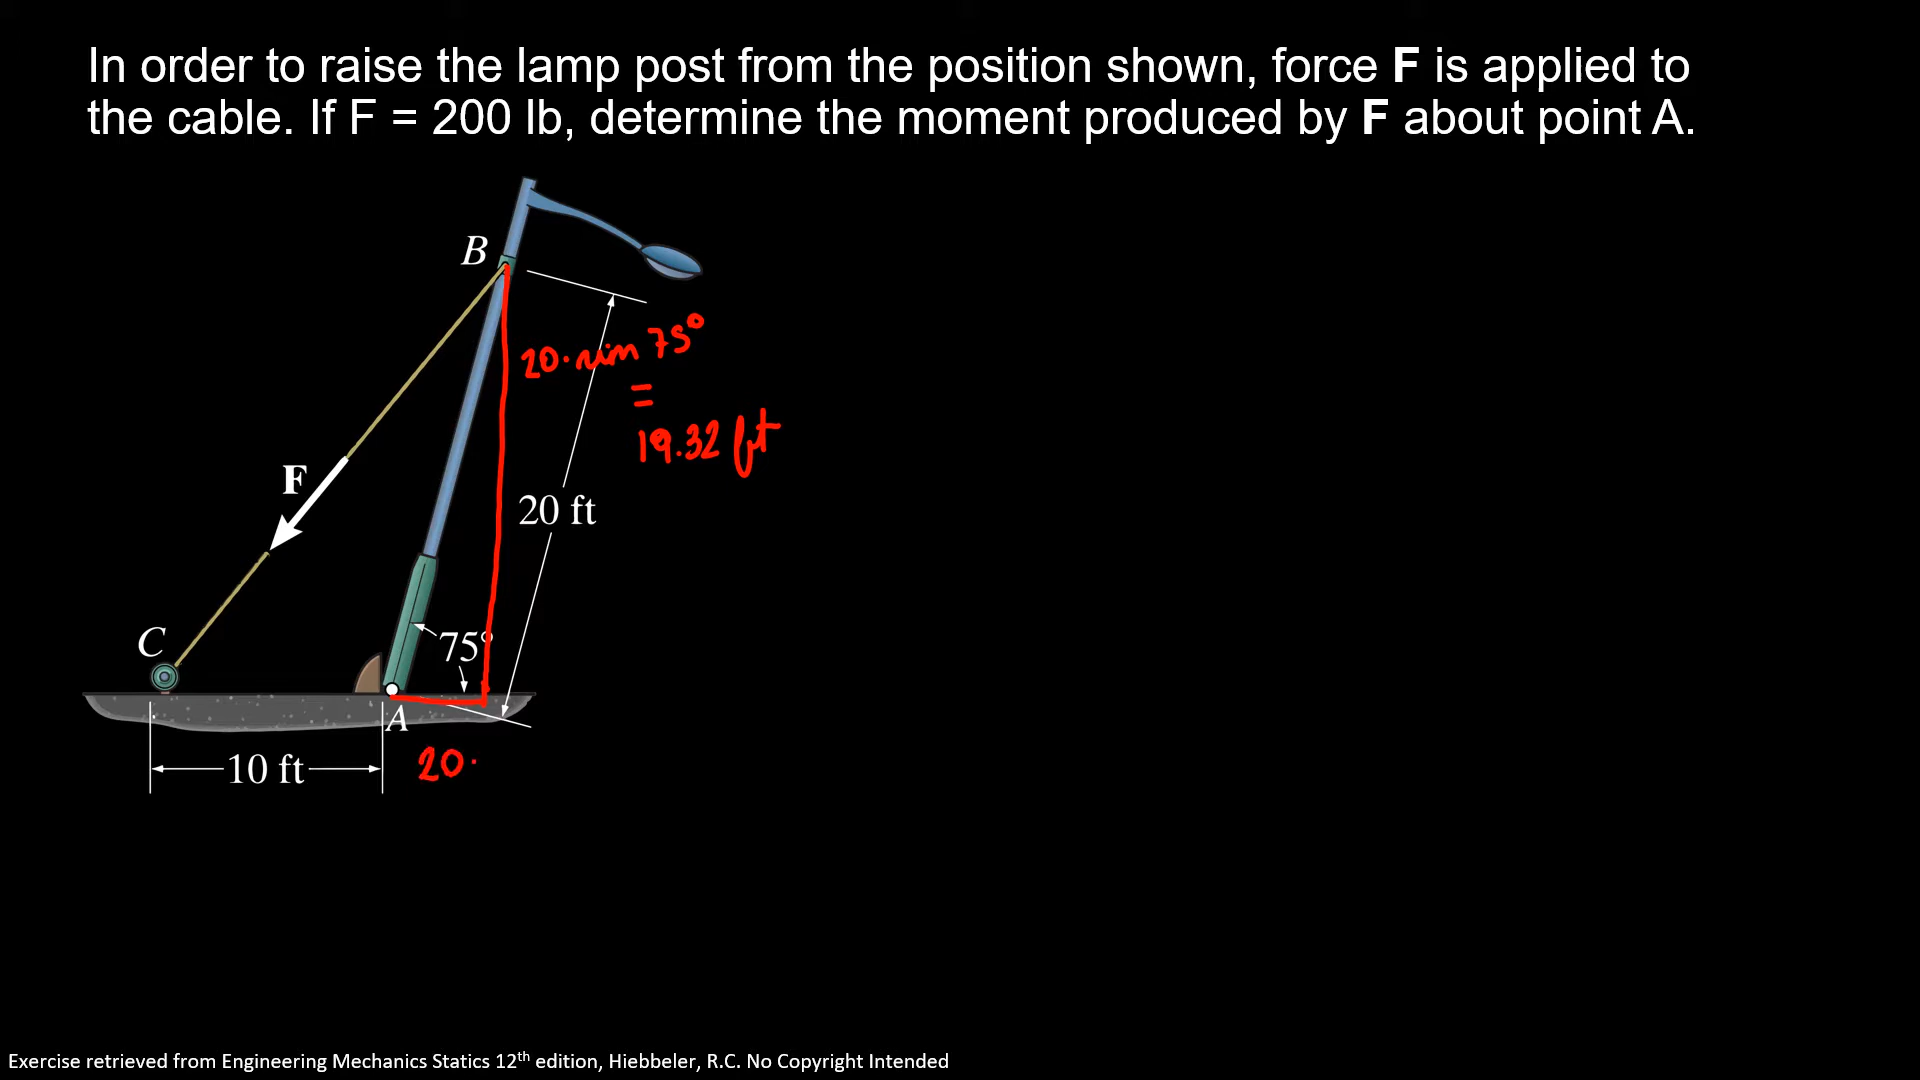 In order to raise the lamp post from the position shown, force F is applied to
the cable. If F = 200 lb, determine the moment produced by F about point A.
B
20·sin 75°
=
19.32 ft
F
20 ft
C
75°
A
10 ft
20·
Exercise retrieved from Engineering Mechanics Statics 12th edition, Hiebbeler, R.C. No Copyright Intended